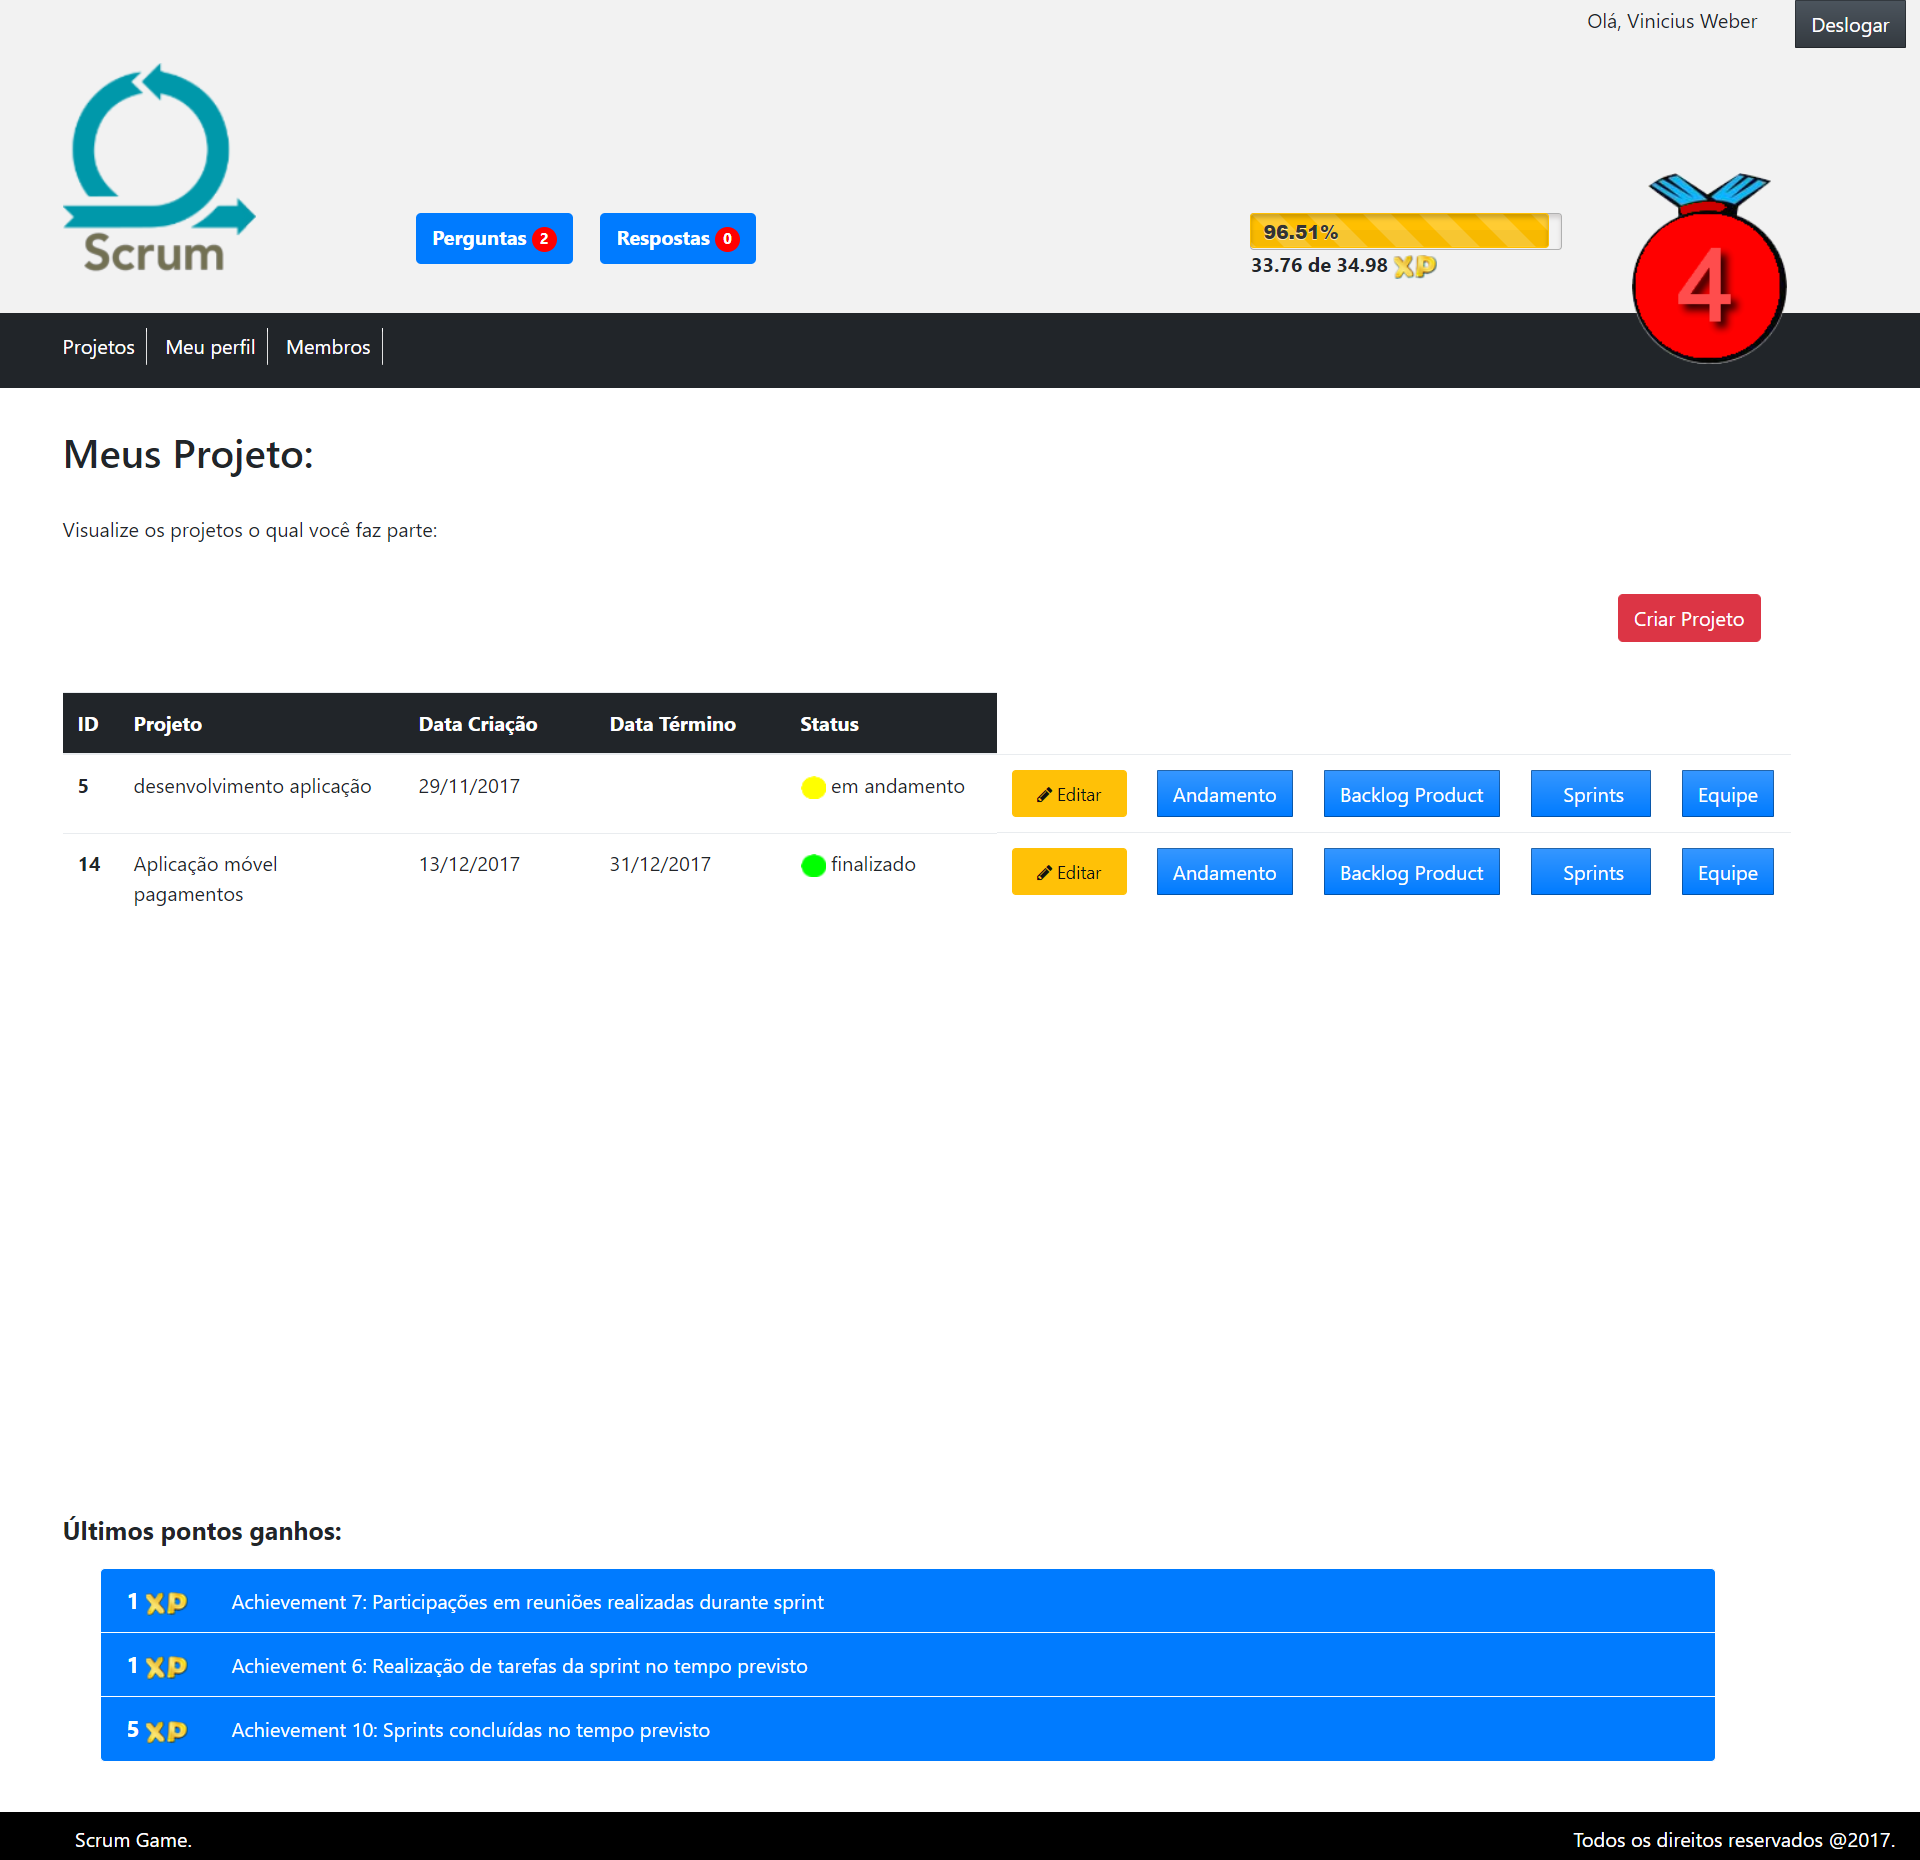 Olá, Vinicius Weber
Deslogar
Scrum
Perguntas 2
Respostas 0
96.51%
33.76 de 34.98 XP
4
Projetos
Meu perfil
Membros
Meus Projeto:
Visualize os projetos o qual você faz parte:
Criar Projeto
ID Projeto Data Criação Data Término Status
5 desenvolvimento aplicação 29/11/2017 em andamento Editar Andamento Backlog Product Sprints Equipe
14 Aplicação móvel 13/12/2017 31/12/2017 finalizado Editar Andamento Backlog Product Sprints Equipe
pagamentos
Últimos pontos ganhos:
1 XP Achievement 7: Participações em reuniões realizadas durante sprint
1 XP Achievement 6: Realização de tarefas da sprint no tempo previsto
5 XP Achievement 10: Sprints concluídas no tempo previsto
Scrum Game.
Todos os direitos reservados @2017.